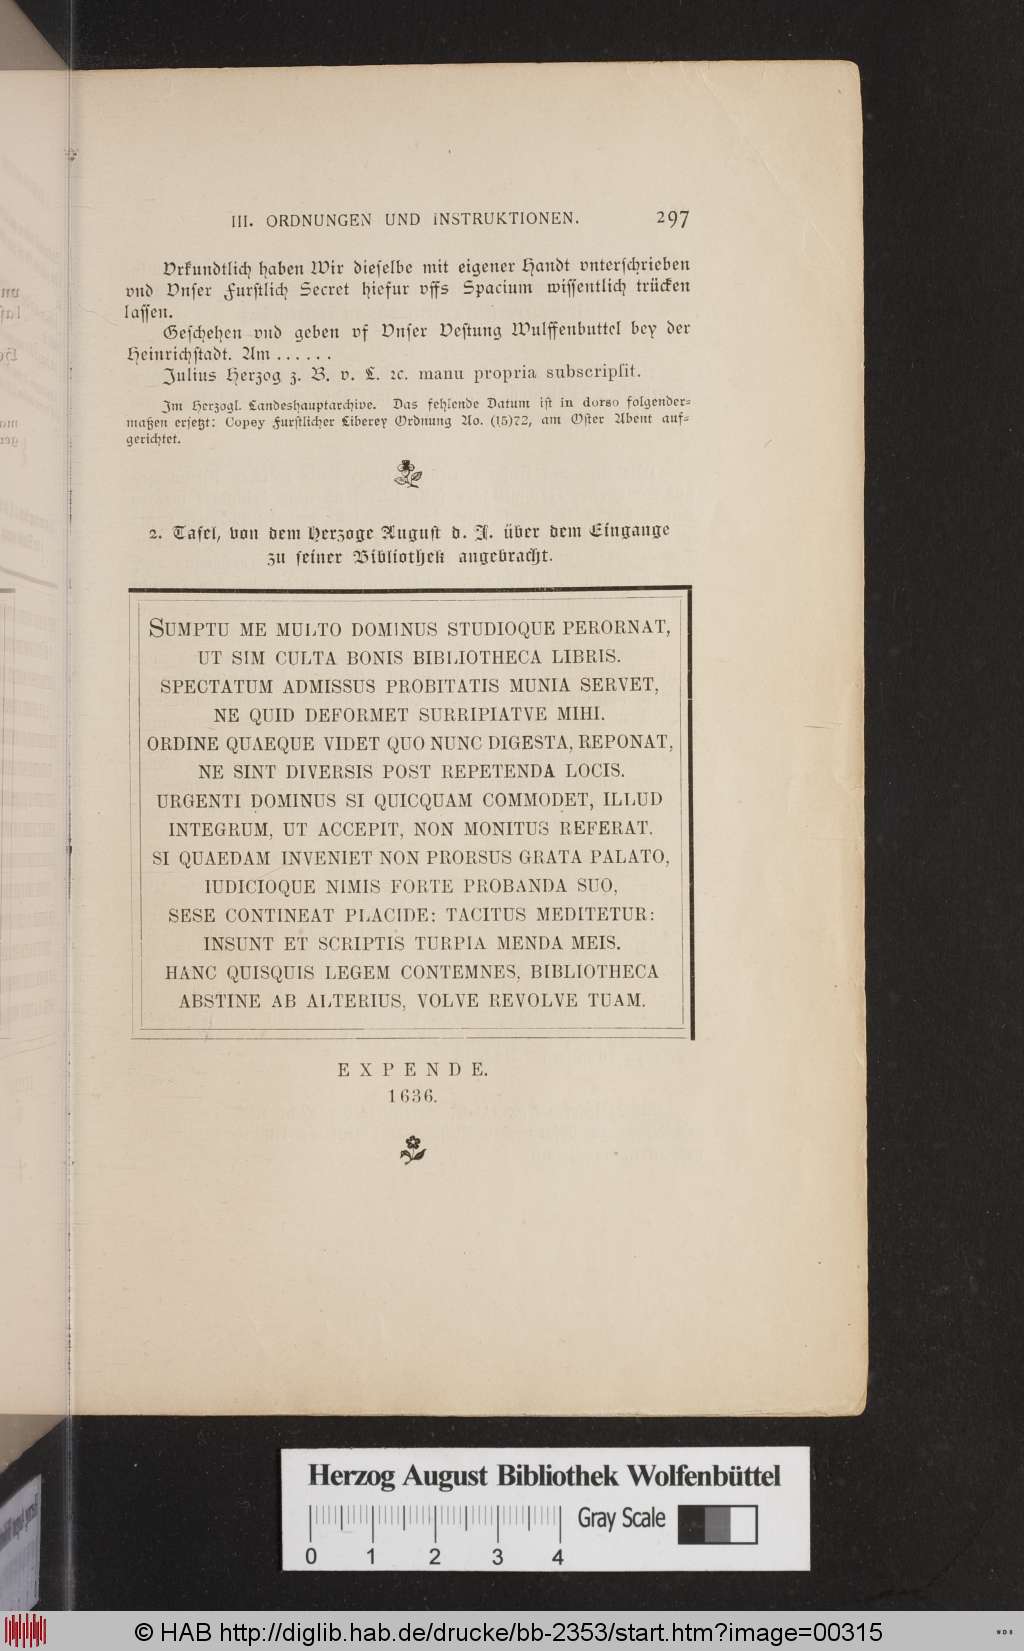 III. ORDNUNGEN UND INSTRUKTIONEN. 297
Vrkundtlich haben Wir dieselbe mit eigener Handt vnterschrieben
vnd Vnser Furstlich Secret hiefur vffs Spacium wissentlich trücken
lassen.
Geschehen vnd geben vf Vnser Vestung Wulffenbuttel bey der
Heinrichstadt. Am . . . . . .
Julius Herzog z. B. v. L. ꝛc. manu propria subscripsit.
Im Herzogl. Landeshauptarchive. Das fehlende Datum ist in dorso folgender-
maßen ersetzt: Copey Furstlicher Liberey Ordnung Ao. (15)72, am Oster Abent auf-
gerichtet.
2. Tafel, von dem Herzoge August d. J. über dem Eingange
zu seiner Bibliothek angebracht.
SUMPTU ME MULTO DOMINUS STUDIOQUE PERORNAT,
UT SIM CULTA BONIS BIBLIOTHECA LIBRIS.
SPECTATUM ADMISSUS PROBITATIS MUNIA SERVET,
NE QUID DEFORMET SURRIPIATVE MIHI.
ORDINE QUAEQUE VIDET QUO NUNC DIGESTA, REPONAT,
NE SINT DIVERSIS POST REPETENDA LOCIS.
URGENTI DOMINUS SI QUICQUAM COMMODET, ILLUD
INTEGRUM, UT ACCEPIT, NON MONITUS REFERAT.
SI QUAEDAM INVENIET NON PRORSUS GRATA PALATO,
IUDICIOQUE NIMIS FORTE PROBANDA SUO,
SESE CONTINEAT PLACIDE: TACITUS MEDITETUR:
INSUNT ET SCRIPTIS TURPIA MENDA MEIS.
HANC QUISQUIS LEGEM CONTEMNES, BIBLIOTHECA
ABSTINE AB ALTERIUS, VOLVE REVOLVE TUAM.
EXPENDE.
1636.
Herzog August Bibliothek Wolfenbüttel
Gray Scale
0 1 2 3 4
© HAB http://diglib.hab.de/drucke/bb-2353/start.htm?image=00315